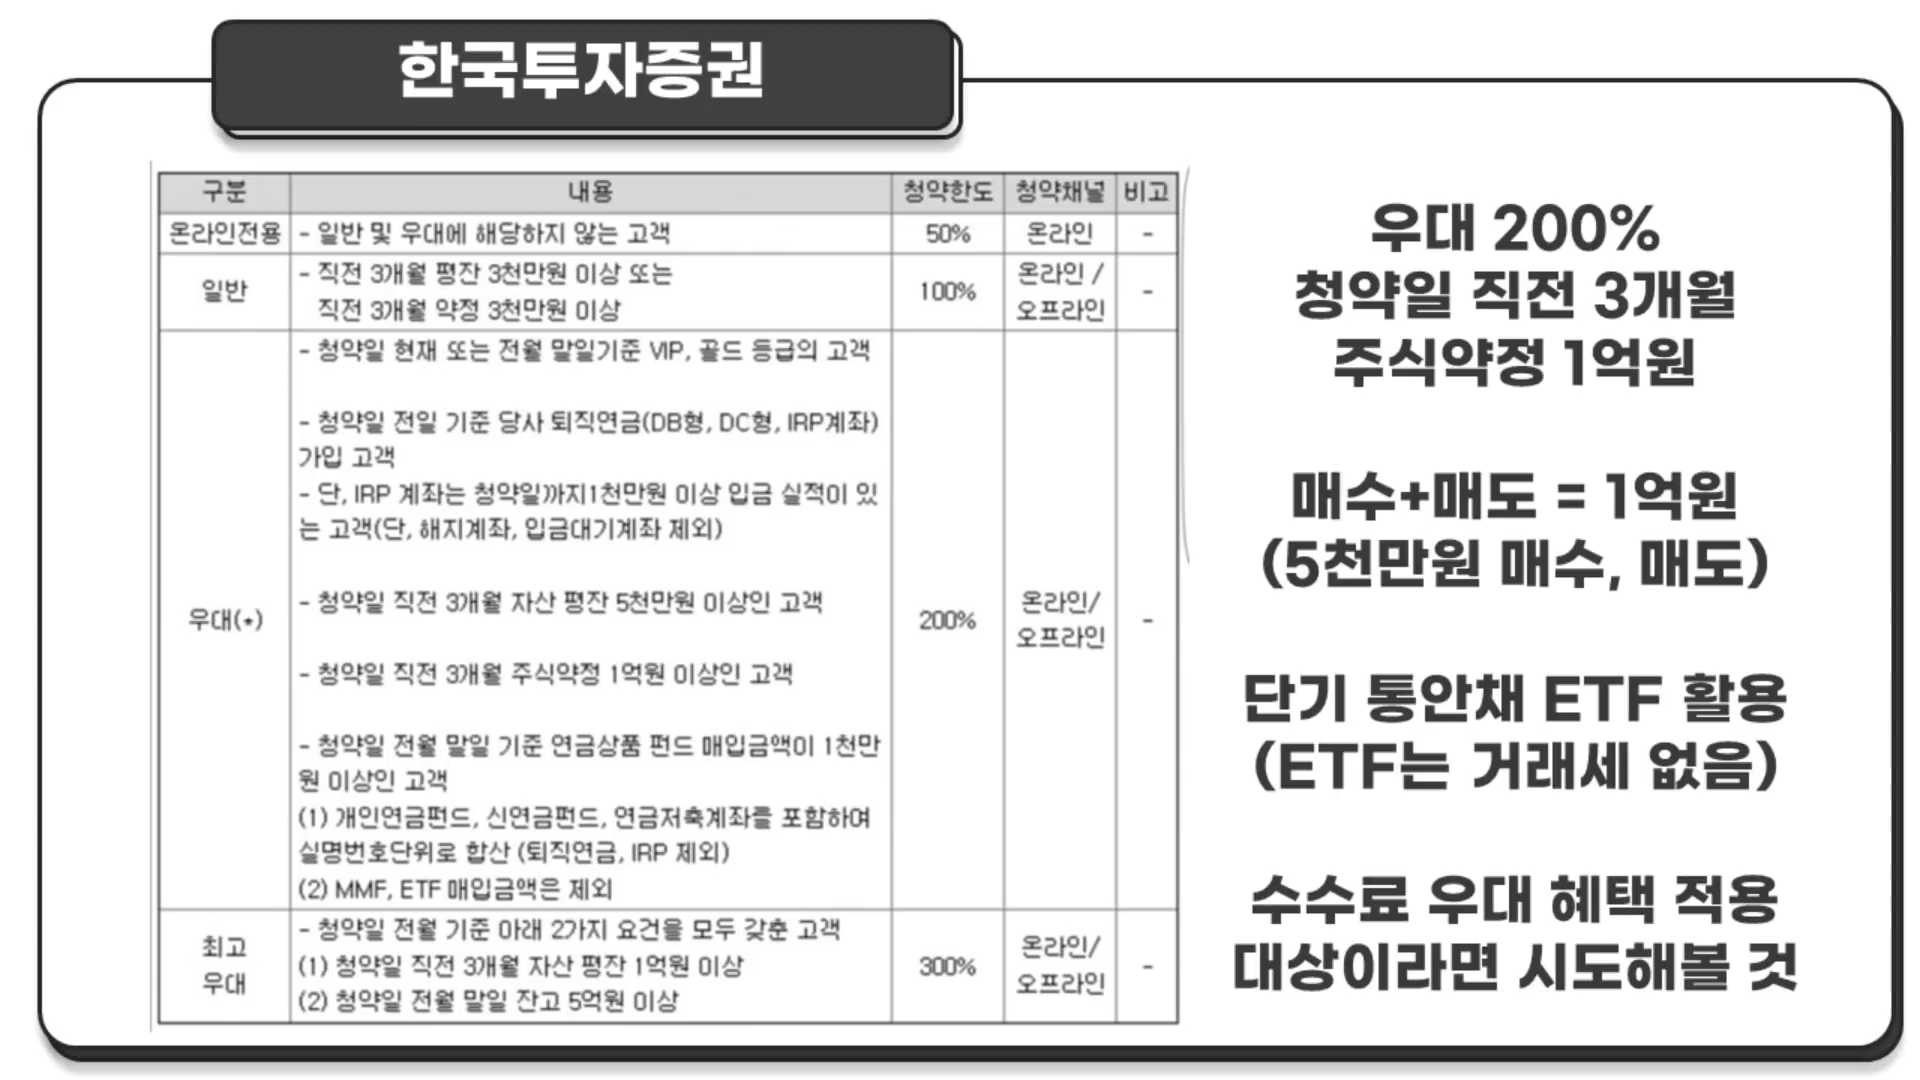 한국투자증권
구분 내용 청약한도 청약채널 비고
온라인전용 - 일반 및 우대에 해당하지 않는 고객 50% 온라인 -
일반 - 직전 3개월 평잔 3천만원 이상 또는
직전 3개월 약정 3천만원 이상 100% 온라인 / 오프라인 -
우대(*) - 청약일 현재 또는 전월 말일기준 VIP, 골드 등급의 고객
- 청약일 전일 기준 당사 퇴직연금(DB형, DC형, IRP계좌)
가입 고객
- 단, IRP 계좌는 청약일까지1천만원 이상 입금 실적이 있
는 고객(단, 해지계좌, 입금대기계좌 제외)
- 청약일 직전 3개월 자산 평잔 5천만원 이상인 고객
- 청약일 직전 3개월 주식약정 1억원 이상인 고객
- 청약일 전월 말일 기준 연금상품 펀드 매입금액이 1천만
원 이상인 고객
(1) 개인연금펀드, 신연금펀드, 연금저축계좌를 포함하여
실명번호단위로 합산 (퇴직연금, IRP 제외)
(2) MMF, ETF 매입금액은 제외
200% 온라인/ 오프라인 -
최고 우대 - 청약일 전월 기준 아래 2가지 요건을 모두 갖춘 고객
(1) 청약일 직전 3개월 자산 평잔 1억원 이상
(2) 청약일 전월 말일 잔고 5억원 이상
300% 온라인/ 오프라인 -
우대 200%
청약일 직전 3개월
주식약정 1억원
매수+매도 = 1억원
(5천만원 매수, 매도)
단기 통안채 ETF 활용
(ETF는 거래세 없음)
수수료 우대 혜택 적용
대상이라면 시도해볼 것